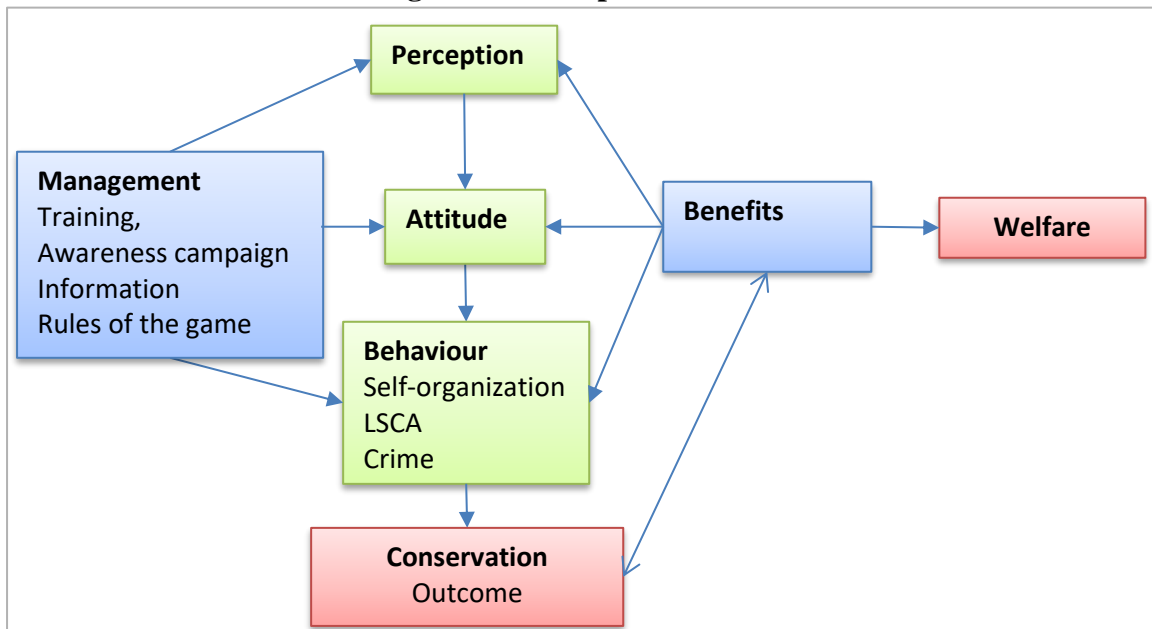 Perception
Management
Training,
Awareness campaign
Information
Rules of the game
Attitude
Benefits
Welfare
Behaviour
Self-organization
LSCA
Crime
Conservation
Outcome